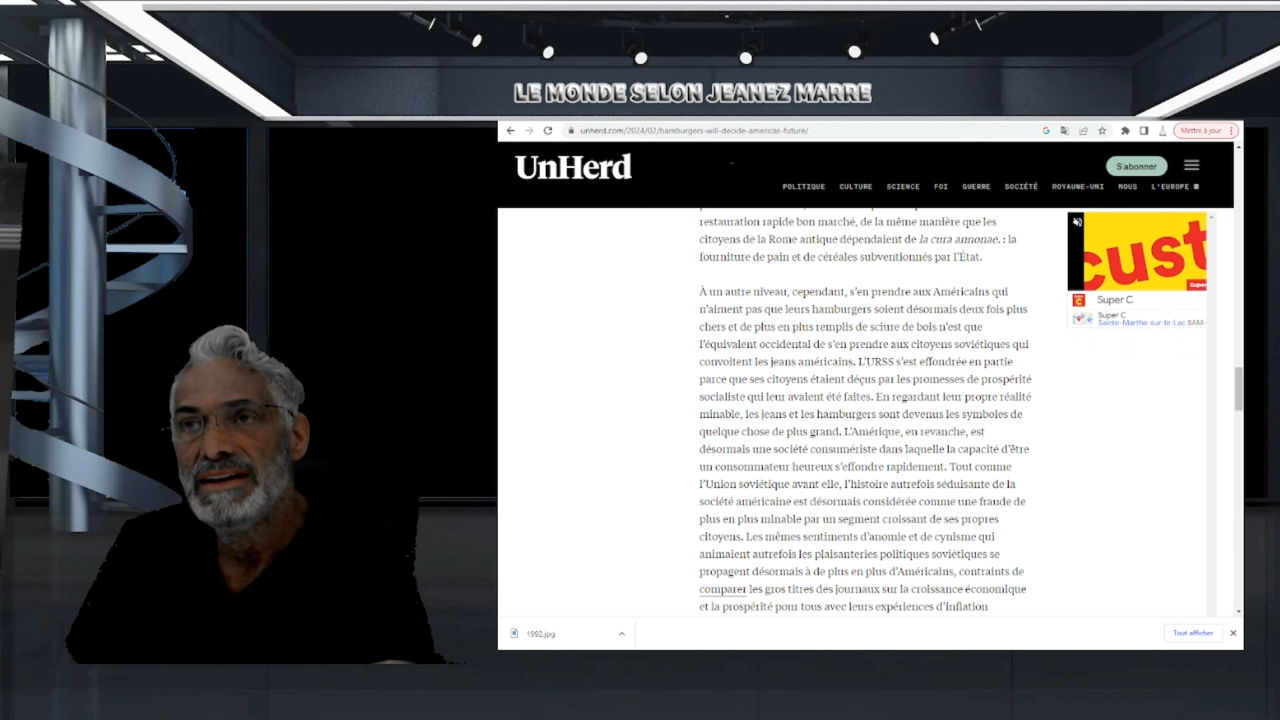 LE MONDE SELON JEANEZ MARRE
unherd.com/2024/02/hamburgers-will-decide-americas-future/
Mettre à jour
UnHerd
S'abonner
POLITIQUE CULTURE SCIENCE FOI GUERRE SOCIÉTÉ ROYAUME-UNI NOUS L'EUROPE
restauration rapide bon marché, de la même manière que les
citoyens de la Rome antique dépendaient de la cura annonae. : la
fourniture de pain et de céréales subventionnés par l'État.
À un autre niveau, cependant, s'en prendre aux Américains qui
n'aiment pas que leurs hamburgers soient désormais deux fois plus
chers et de plus en plus remplis de sciure de bois n'est que
l'équivalent occidental de s'en prendre aux citoyens soviétiques qui
convoitent les jeans américains. L'URSS s'est effondrée en partie
parce que ses citoyens étaient déçus par les promesses de prospérité
socialiste qui leur avaient été faites. En regardant leur propre réalité
minable, les jeans et les hamburgers sont devenus les symboles de
quelque chose de plus grand. L'Amérique, en revanche, est
désormais une société consumériste dans laquelle la capacité d'être
un consommateur heureux s'effondre rapidement. Tout comme
l'Union soviétique avant elle, l'histoire autrefois séduisante de la
société américaine est désormais considérée comme une fraude de
plus en plus minable par un segment croissant de ses propres
citoyens. Les mêmes sentiments d'anomie et de cynisme qui
animaient autrefois les plaisanteries politiques soviétiques se
propagent désormais à de plus en plus d'Américains, contraints de
comparer les gros titres des journaux sur la croissance économique
et la prospérité pour tous avec leurs expériences d'inflation
cust
Super C
Super C
Sainte-Marthe-sur-le-Lac 8AM-
1992.jpg
Tout afficher